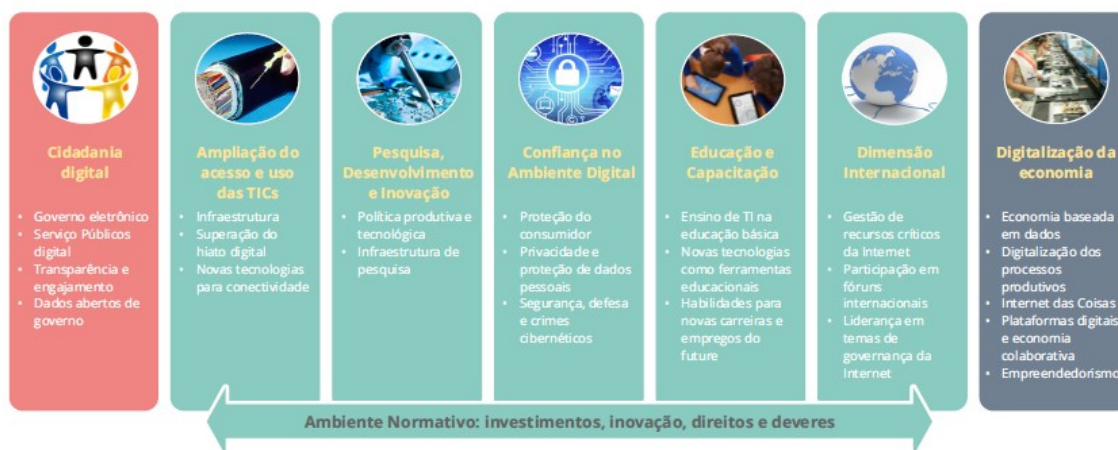 Cidadania
digital
• Governo eletrônico
• Serviço Públicos
digital
• Transparência e
engajamento
• Dados abertos de
governo
Ampliação do
acesso e uso
das TICs
• Infraestrutura
• Superação do
hiato digital
• Novas tecnologias
para conectividade
Pesquisa,
Desenvolvimento
e Inovação
• Política produtiva e
tecnológica
• Infraestrutura de
pesquisa
Confiança no
Ambiente Digital
• Proteção do
consumidor
• Privacidade e
proteção de dados
pessoais
• Segurança, defesa
e crimes
cibernéticos
Educação e
Capacitação
• Ensino de TI na
educação básica
• Novas tecnologias
como ferramentas
educacionais
• Habilidades para
novas carreiras e
empregos do
future
Dimensão
Internacional
• Gestão de
recursos críticos
da Internet
• Participação em
fóruns
internacionais
• Liderança em
temas de
governança da
Internet
Digitalização da
economia
• Economia baseada
em dados
• Digitalização dos
processos
produtivos
• Internet das Coisas
• Plataformas digitais
e economia
colaborativa
• Empreendedorismo
Ambiente Normativo: investimentos, inovação, direitos e deveres